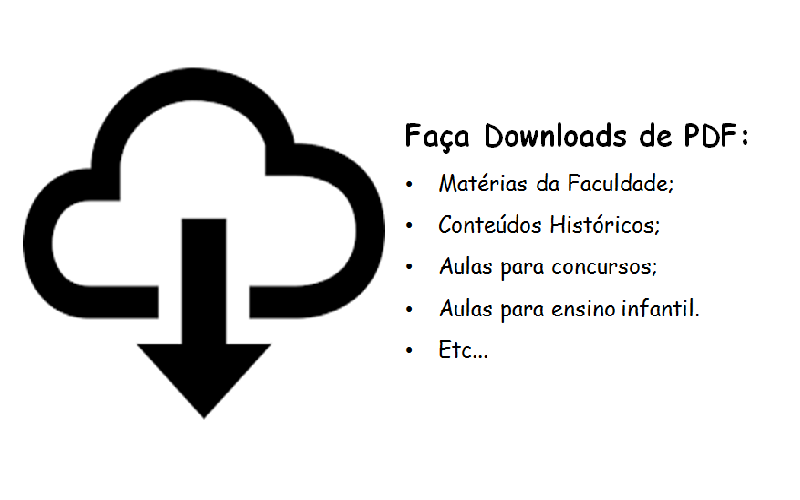 Faça Downloads de PDF:
• Matérias da Faculdade;
• Conteúdos Históricos;
• Aulas para concursos;
• Aulas para ensino infantil.
• Etc...